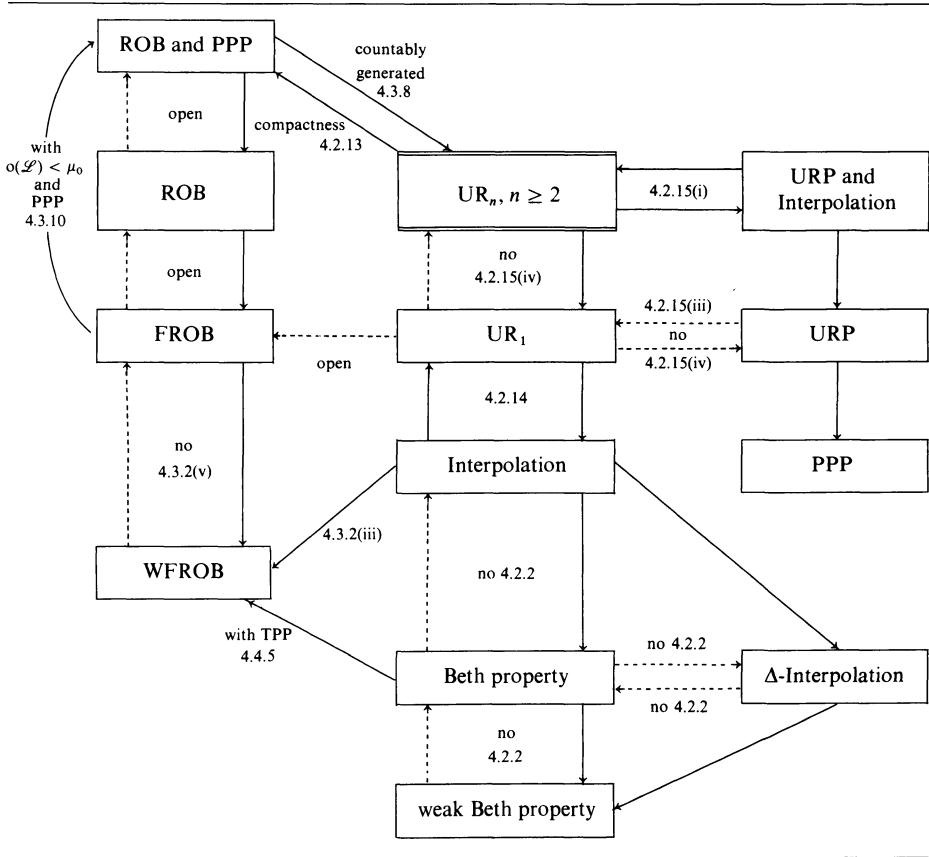 ROB and PPP
countably
generated
4.3.8
open
compactness
4.2.13
with
o(ℒ) < μ₀
and
PPP
4.3.10
ROB
URₙ, n ≥ 2
4.2.15(i)
URP and
Interpolation
open
no
4.2.15(iv)
4.2.15(iii)
FROB
UR₁
no
URP
open
4.2.15(iv)
4.2.14
no
4.3.2(v)
Interpolation
PPP
4.3.2(iii)
WFROB
no 4.2.2
with TPP
4.4.5
no 4.2.2
Beth property
Δ-Interpolation
no 4.2.2
no
4.2.2
weak Beth property